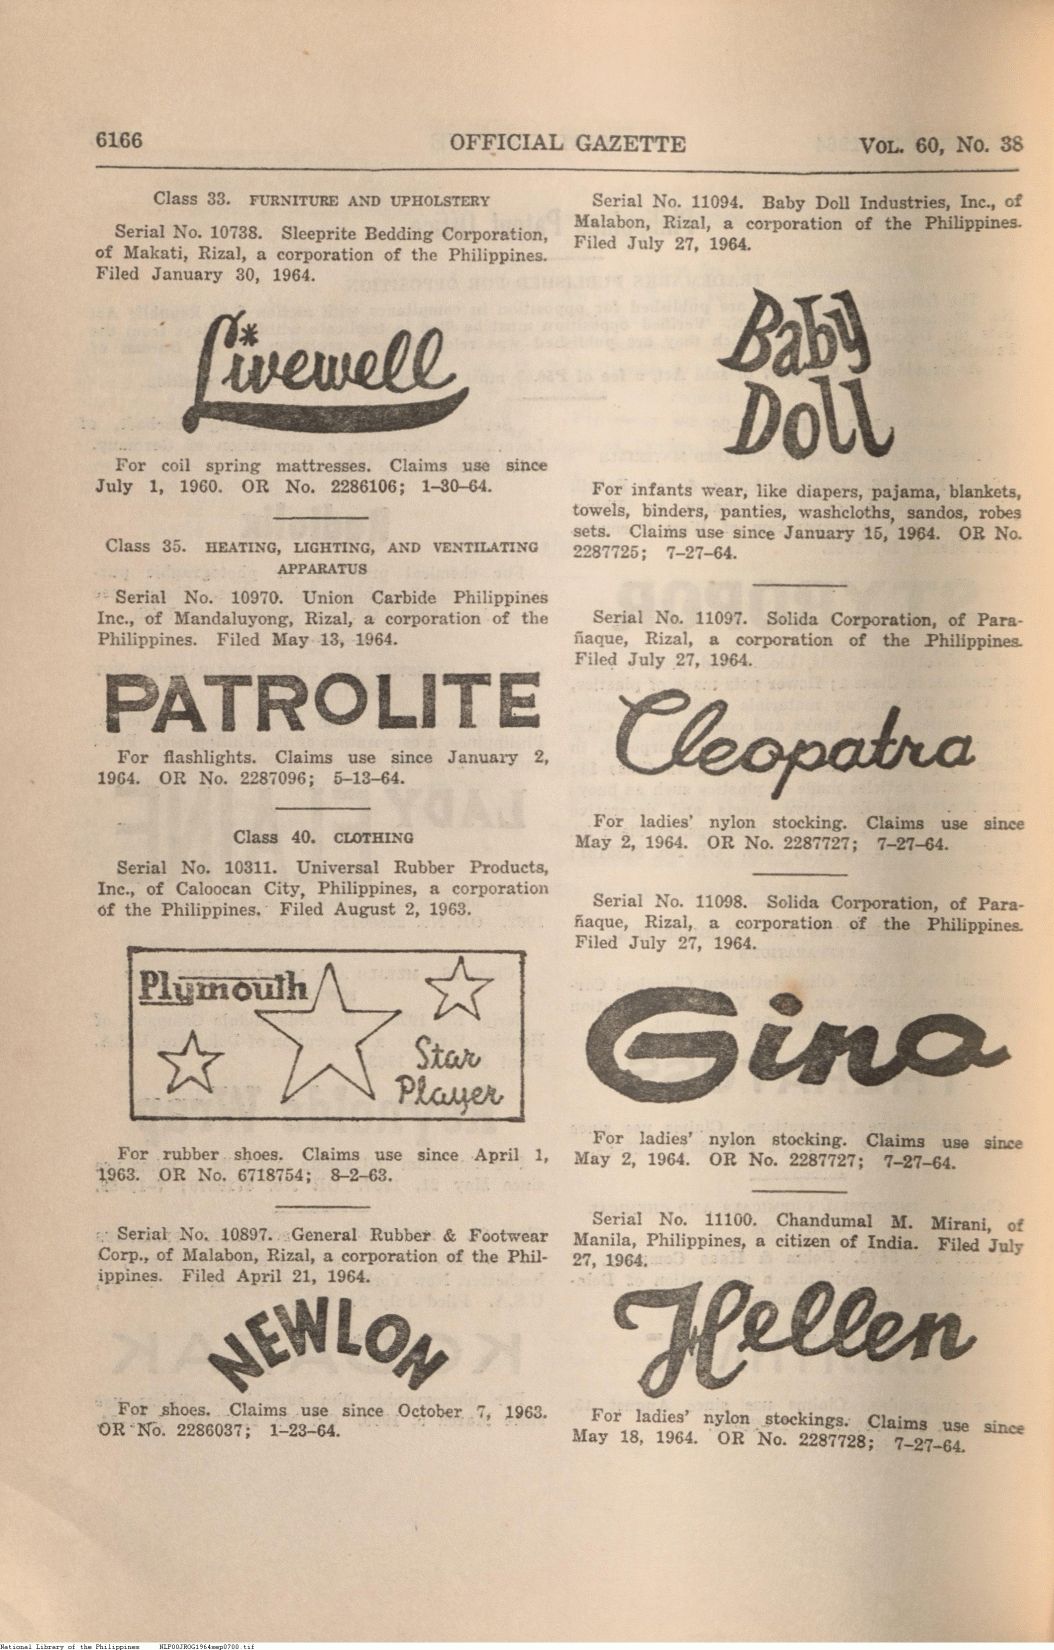 6166
OFFICIAL GAZETTE
VOL. 60, No. 38
Class 33. FURNITURE AND UPHOLSTERY
Serial No. 10738. Sleeprite Bedding Corporation,
of Makati, Rizal, a corporation of the Philippines.
Filed January 30, 1964.
Livewell
For coil spring mattresses. Claims use since
July 1, 1960. OR No. 2286106; 1–30–64.
Class 35. HEATING, LIGHTING, AND VENTILATING
APPARATUS
Serial No. 10970. Union Carbide Philippines
Inc., of Mandaluyong, Rizal, a corporation of the
Philippines. Filed May 13, 1964.
PATROLITE
For flashlights. Claims use since January 2,
1964. OR No. 2287096; 5–13–64.
Class 40. CLOTHING
Serial No. 10311. Universal Rubber Products,
Inc., of Caloocan City, Philippines, a corporation
of the Philippines. Filed August 2, 1963.
Plymouth
Star
Player
For rubber shoes. Claims use since April 1,
1963. OR No. 6718754; 8–2–63.
Serial No. 10897. General Rubber & Footwear
Corp., of Malabon, Rizal, a corporation of the Phil-
ippines. Filed April 21, 1964.
NEWLON
For shoes. Claims use since October 7, 1963.
OR No. 2286037; 1–23–64.
Serial No. 11094. Baby Doll Industries, Inc., of
Malabon, Rizal, a corporation of the Philippines.
Filed July 27, 1964.
Baby
Doll
For infants wear, like diapers, pajama, blankets,
towels, binders, panties, washcloths, sandos, robes
sets. Claims use since January 15, 1964. OR No.
2287725; 7–27–64.
Serial No. 11097. Solida Corporation, of Para-
ñaque, Rizal, a corporation of the Philippines.
Filed July 27, 1964.
Cleopatra
For ladies' nylon stocking. Claims use since
May 2, 1964. OR No. 2287727; 7–27–64.
Serial No. 11098. Solida Corporation, of Para-
ñaque, Rizal, a corporation of the Philippines.
Filed July 27, 1964.
Gina
For ladies' nylon stocking. Claims use since
May 2, 1964. OR No. 2287727; 7–27–64.
Serial No. 11100. Chandumal M. Mirani, of
Manila, Philippines, a citizen of India. Filed July
27, 1964.
Hellen
For ladies' nylon stockings. Claims use since
May 18, 1964. OR No. 2287728; 7–27–64.
National Library of the Philippines NLP00JROG1964sep0700.tif